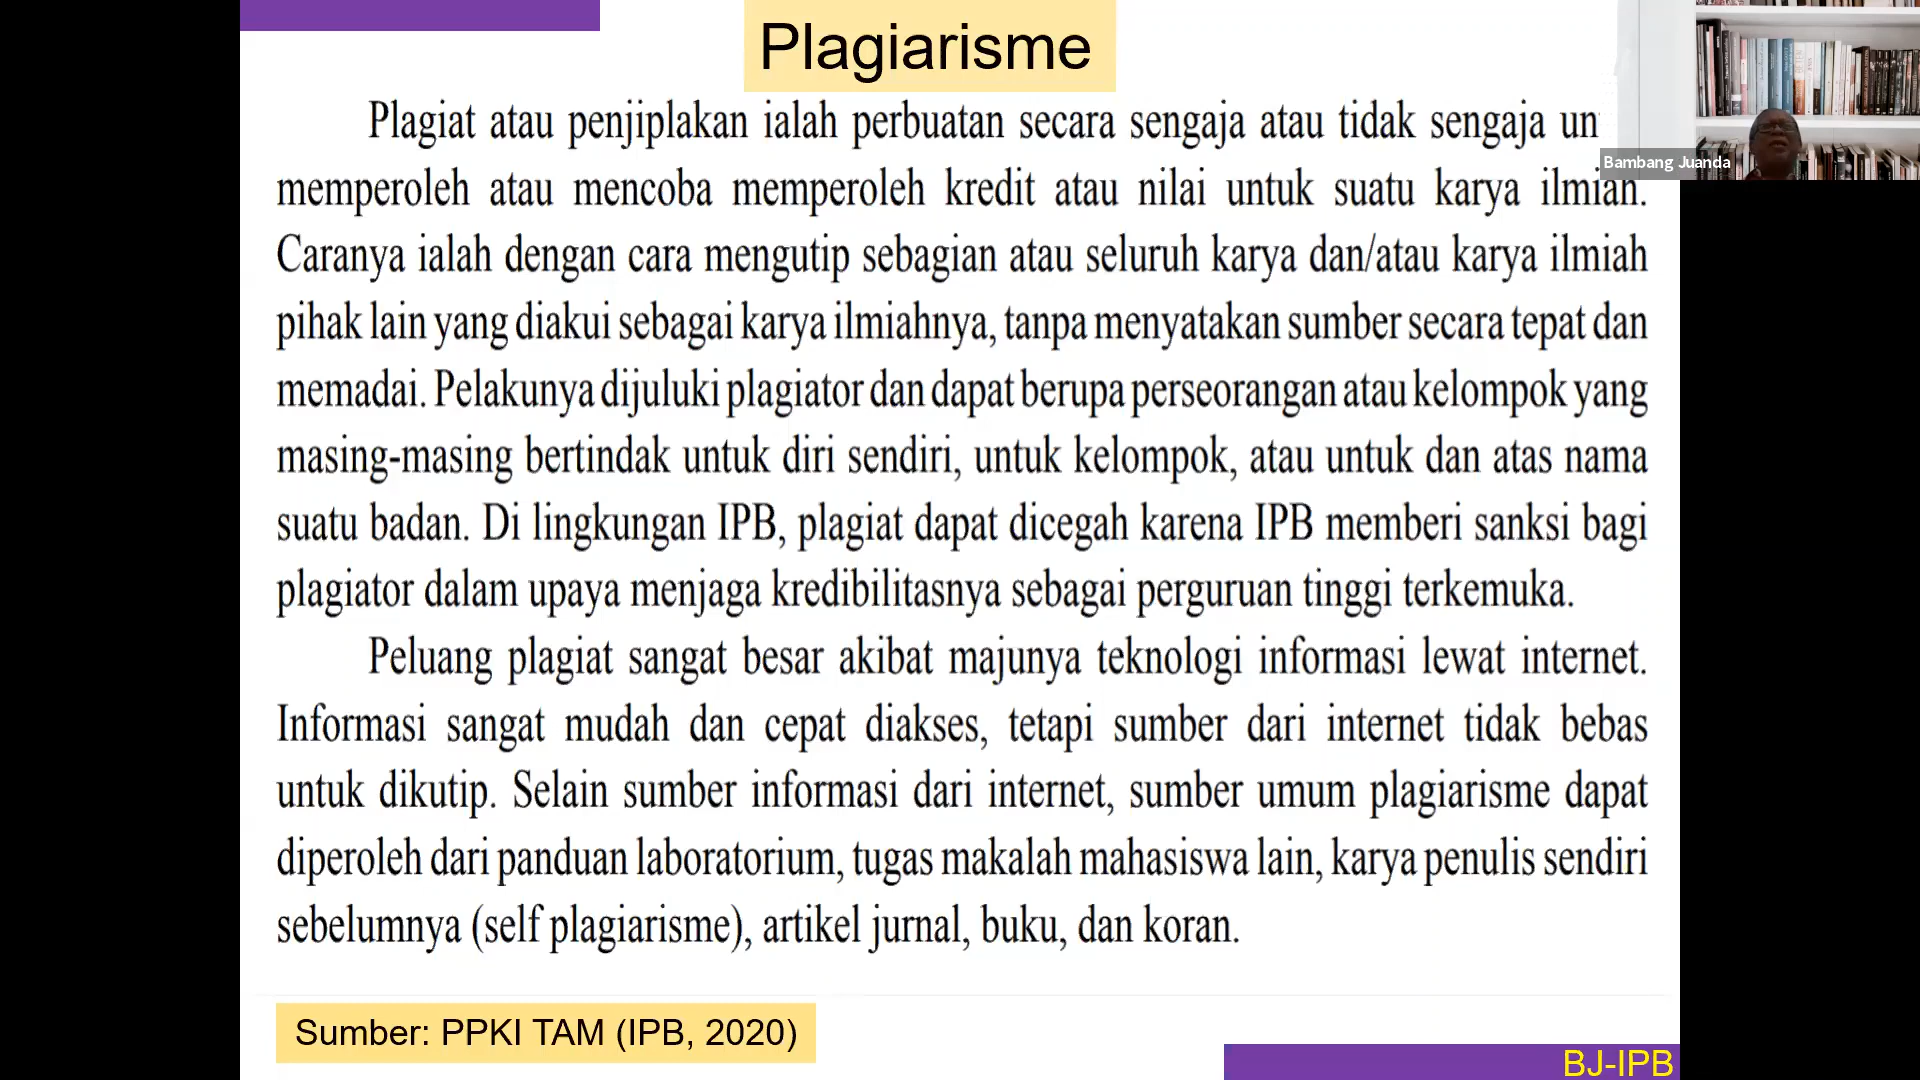 Plagiarisme
Plagiat atau penjiplakan ialah perbuatan secara sengaja atau tidak sengaja
memperoleh atau mencoba memperoleh kredit atau nilai untuk suatu karya ilmiah.
Caranya ialah dengan cara mengutip sebagian atau seluruh karya dan/atau karya ilmiah
pihak lain yang diakui sebagai karya ilmiahnya, tanpa menyatakan sumber secara tepat dan
memadai. Pelakunya dijuluki plagiator dan dapat berupa perseorangan atau kelompok yang
masing-masing bertindak untuk diri sendiri, untuk kelompok, atau untuk dan atas nama
suatu badan. Di lingkungan IPB, plagiat dapat dicegah karena IPB memberi sanksi bagi
plagiator dalam upaya menjaga kredibilitasnya sebagai perguruan tinggi terkemuka.
Peluang plagiat sangat besar akibat majunya teknologi informasi lewat internet.
Informasi sangat mudah dan cepat diakses, tetapi sumber dari internet tidak bebas
untuk dikutip. Selain sumber informasi dari internet, sumber umum plagiarisme dapat
diperoleh dari panduan laboratorium, tugas makalah mahasiswa lain, karya penulis sendiri
sebelumnya (self plagiarisme), artikel jurnal, buku, dan koran.
Sumber: PPKI TAM (IPB, 2020)
BJ-IPB
Bambang Juanda